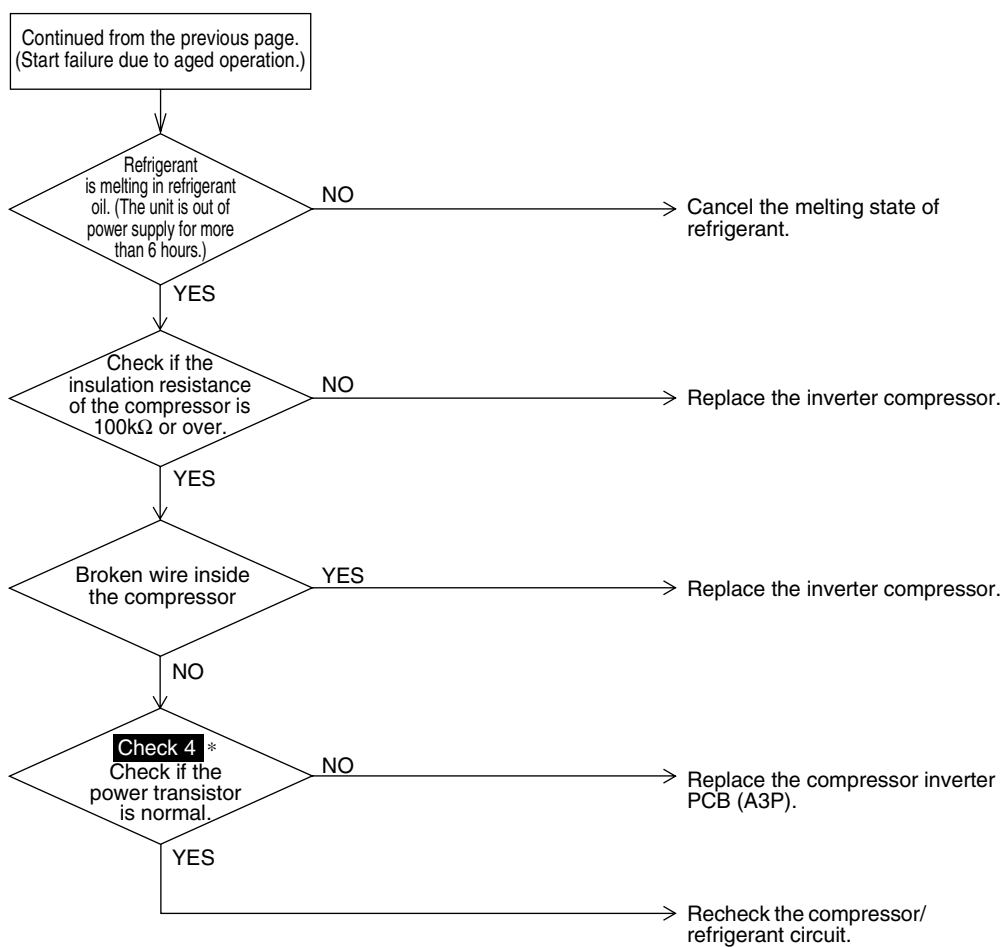 Continued from the previous page.
(Start failure due to aged operation.)
Refrigerant
is melting in refrigerant
oil. (The unit is out of
power supply for more
than 6 hours.)
NO
Cancel the melting state of
refrigerant.
YES
Check if the
insulation resistance
of the compressor is
100kΩ or over.
NO
Replace the inverter compressor.
YES
Broken wire inside
the compressor
YES
Replace the inverter compressor.
NO
Check 4 *
Check if the
power transistor
is normal.
NO
Replace the compressor inverter
PCB (A3P).
YES
Recheck the compressor/
refrigerant circuit.